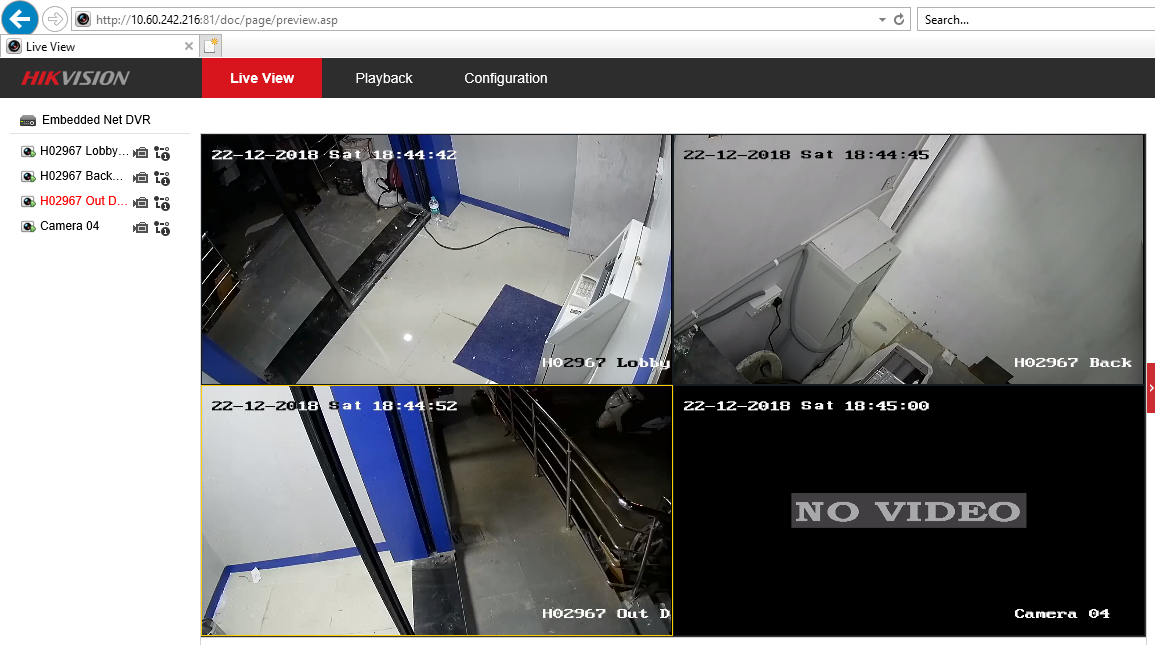 http://10.60.242.216:81/doc/page/preview.asp
Search...
Live View
HIKVISION
Live View
Playback
Configuration
Embedded Net DVR
H02967 Lobby...
H02967 Back...
H02967 Out D...
Camera 04
22-12-2018 Sat 18:44:42
H02967 Lobby
22-12-2018 Sat 18:44:45
H02967 Back
22-12-2018 Sat 18:44:52
H02967 Out D
22-12-2018 Sat 18:45:00
NO VIDEO
Camera 04